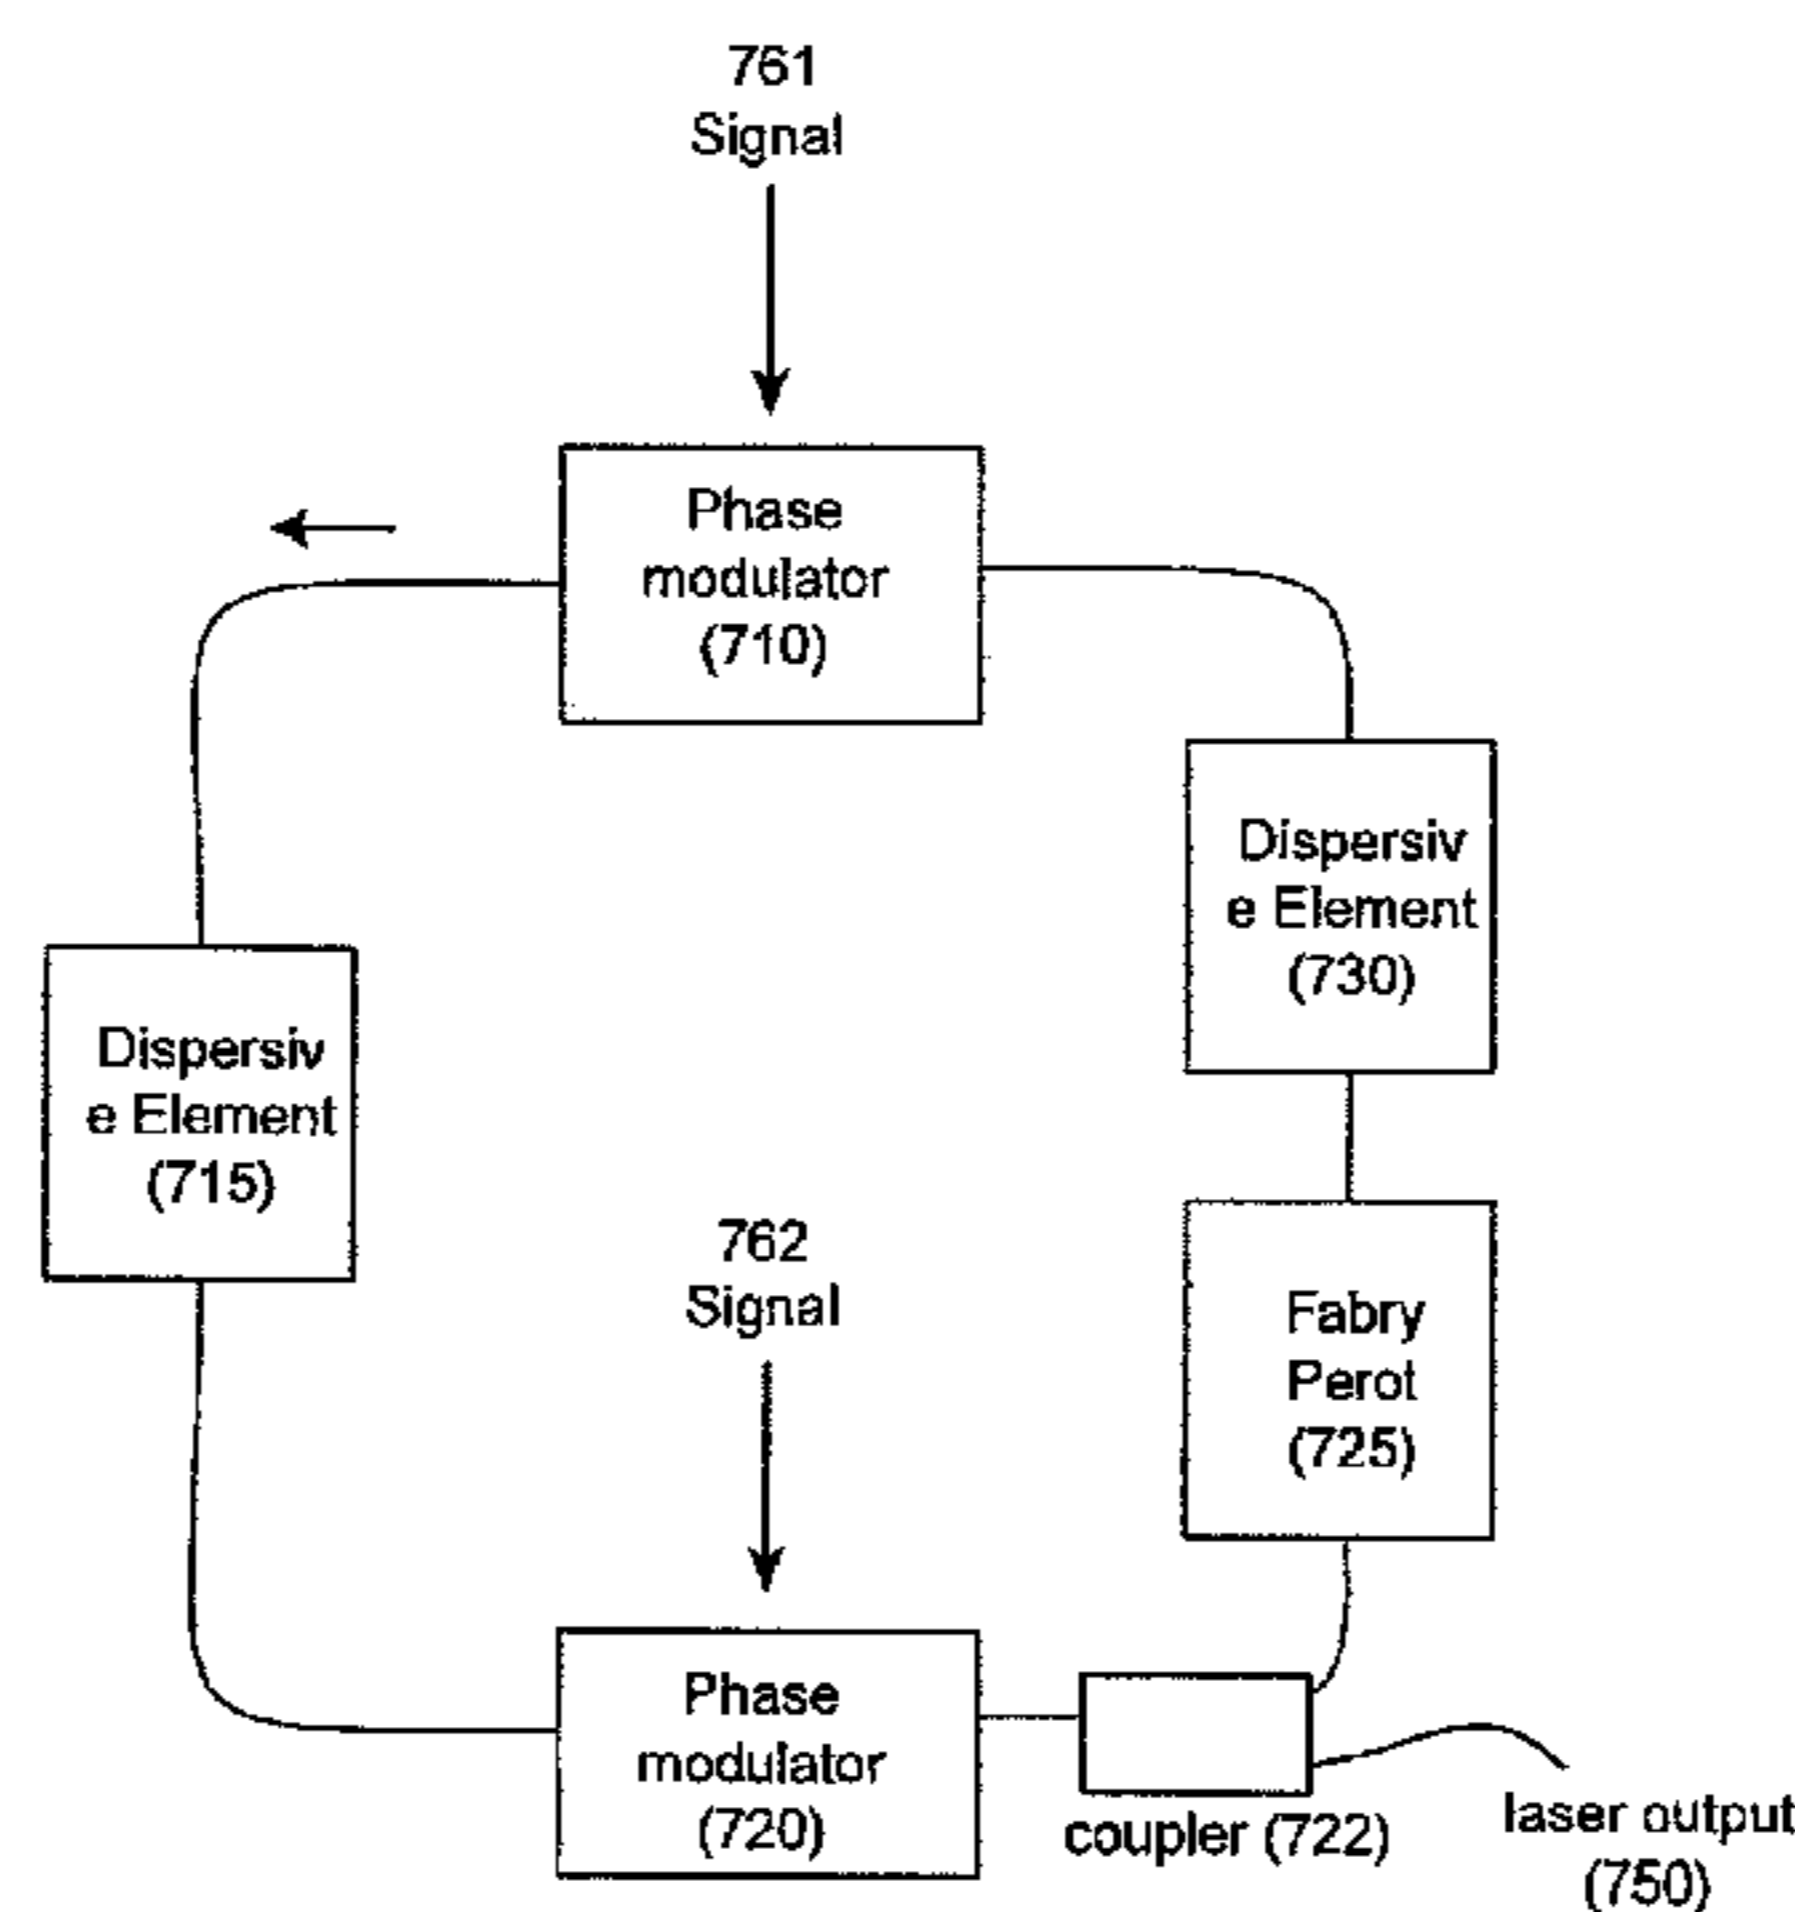 761
Signal
Phase
modulator
(710)
Dispersiv
e Element
(730)
Dispersiv
e Element
(715)
762
Signal
Fabry
Perot
(725)
Phase
modulator
(720)
coupler (722)
laser output
(750)